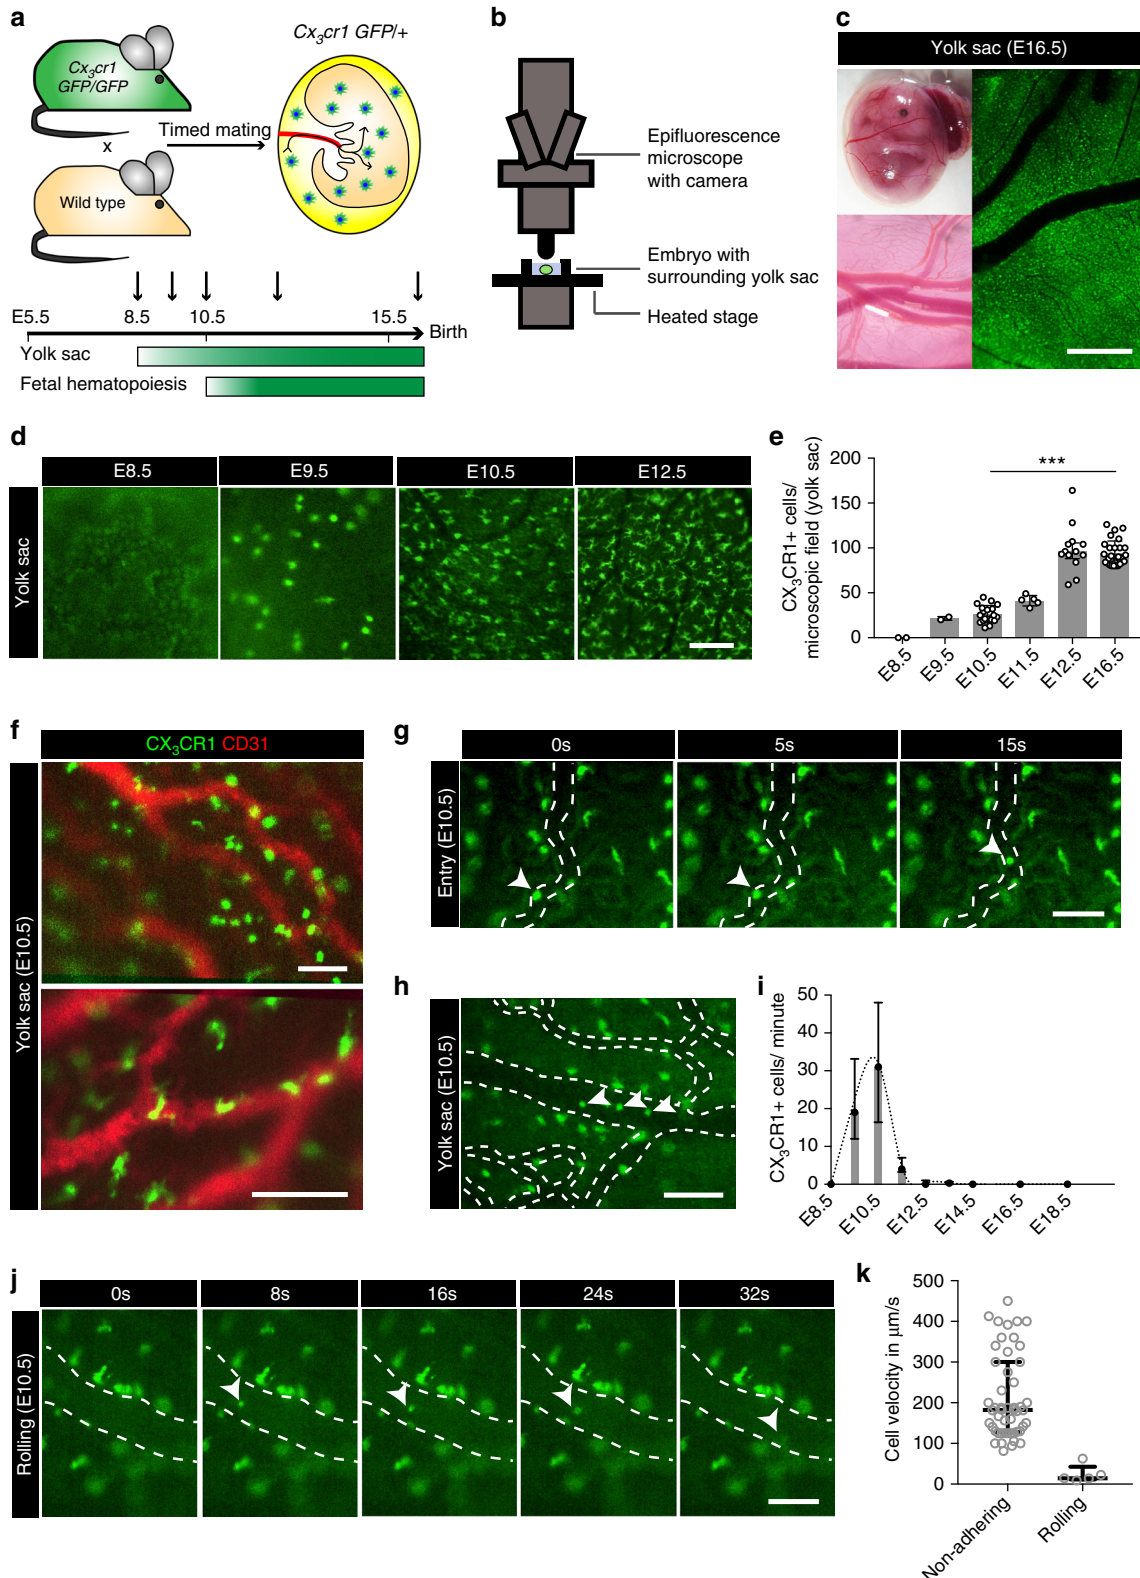 a
Cx3cr1
GFP/GFP
x
Wild type
Timed mating
Cx3cr1 GFP/+
E5.5
8.5
10.5
15.5
Birth
Yolk sac
Fetal hematopoiesis
b
Epifluorescence
microscope
with camera
Embryo with
surrounding yolk sac
Heated stage
c
Yolk sac (E16.5)
d
E8.5
E9.5
E10.5
E12.5
Yolk sac
e
CX3CR1+ cells/
microscopic field (yolk sac)
200
150
100
50
0
***
E8.5
E9.5
E10.5
E11.5
E12.5
E16.5
f
CX3CR1 CD31
Yolk sac (E10.5)
g
0s
5s
15s
Entry (E10.5)
h
Yolk sac (E10.5)
i
CX3CR1+ cells/ minute
50
40
30
20
10
0
E8.5
E10.5
E12.5
E14.5
E16.5
E18.5
j
0s
8s
16s
24s
32s
Rolling (E10.5)
k
Cell velocity in µm/s
500
400
300
200
100
0
Non-adhering
Rolling